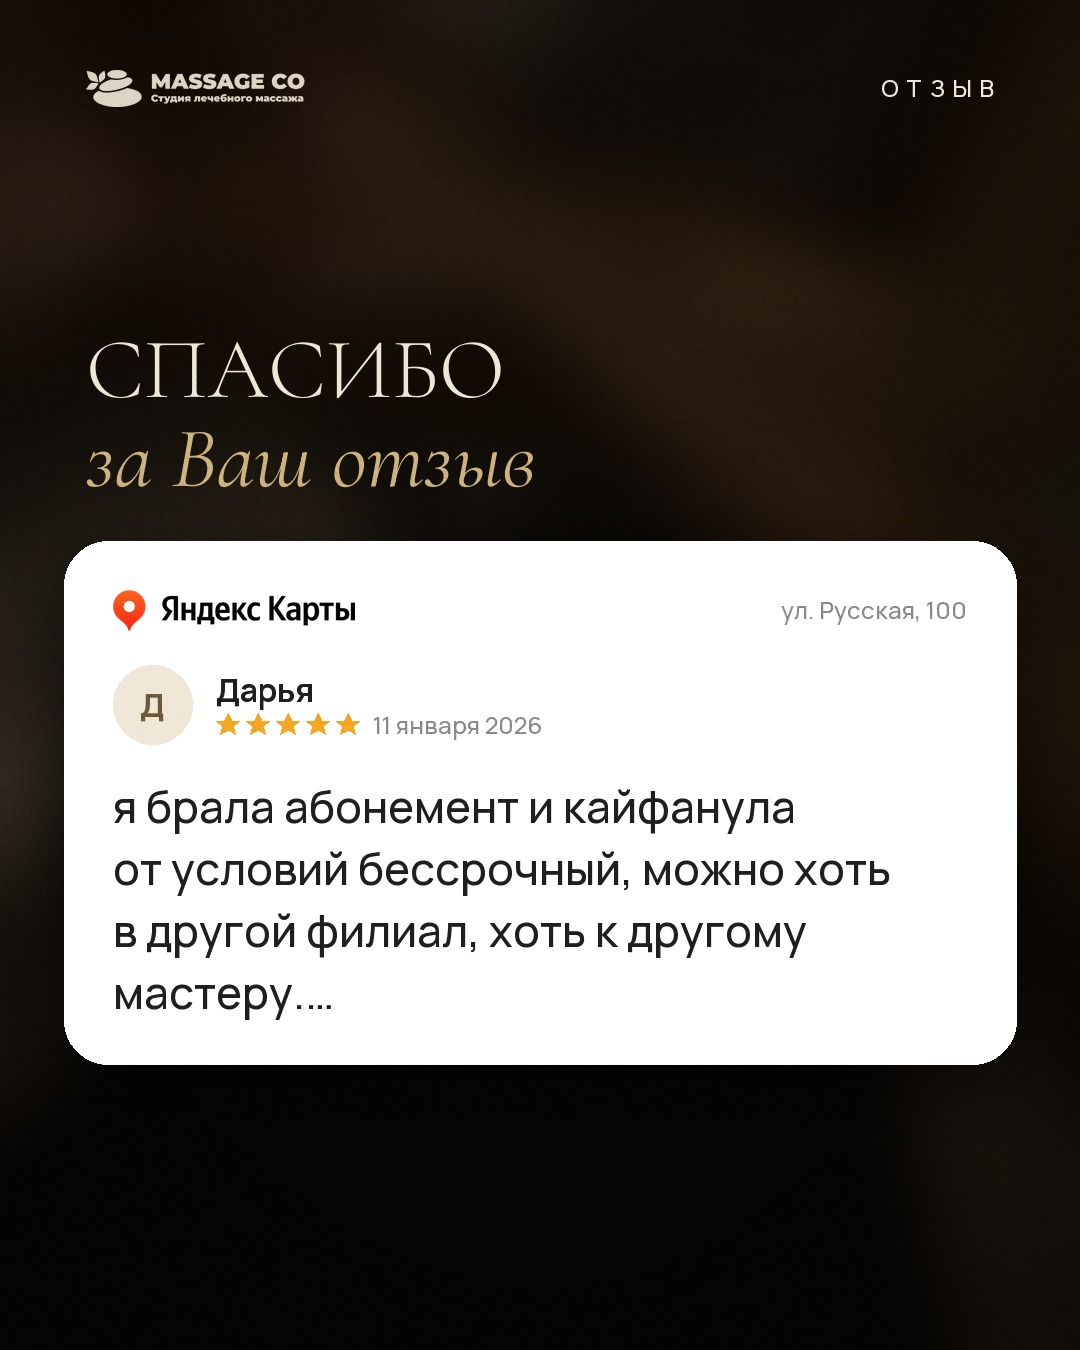 MASSAGE CO
Студия лечебного массажа
ОТЗЫВ
СПАСИБО
за Ваш отзыв
Яндекс Карты
ул. Русская, 100
Д
Дарья
11 января 2026
я брала абонемент и кайфанула
от условий бессрочный, можно хоть
в другой филиал, хоть к другому
мастеру.…